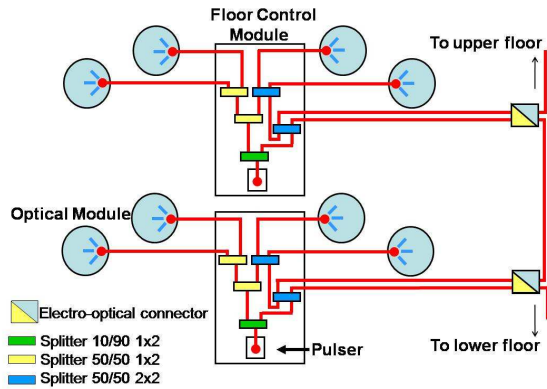 Floor Control
Module
To upper floor
Optical Module
Electro-optical connector
Splitter 10/90 1x2
Splitter 50/50 1x2
Splitter 50/50 2x2
Pulser
To lower floor